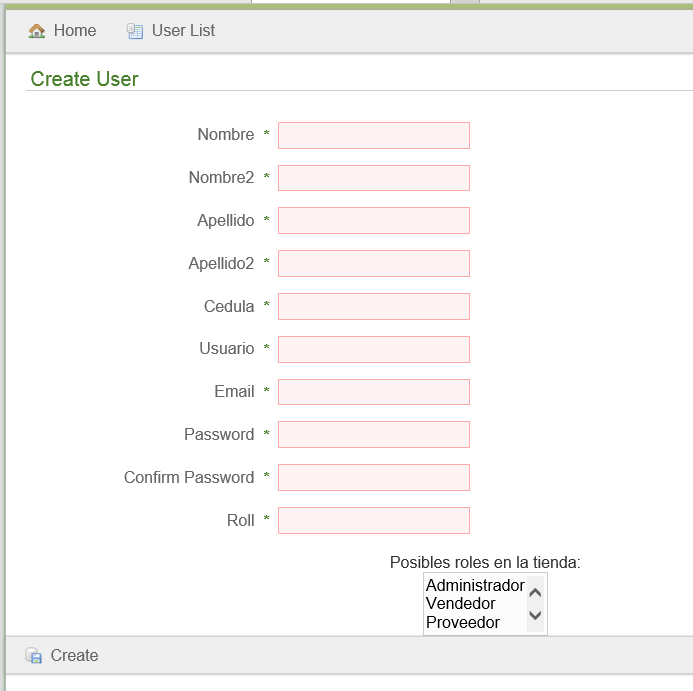 Home User List
Create User
Nombre *
Nombre2 *
Apellido *
Apellido2 *
Cedula *
Usuario *
Email *
Password *
Confirm Password *
Roll *
Posibles roles en la tienda:
Administrador
Vendedor
Proveedor
Create